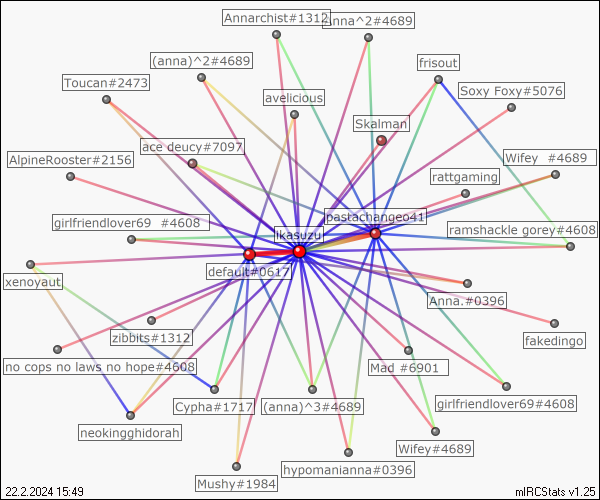 Annarchist#1312
Anna^2#4689
(anna)^2#4689
frisout
Toucan#2473
Soxy Foxy#5076
avelicious
Skalman
ace deucy#7097
AlpineRooster#2156
Wifey  #4689
rattgaming
pastachangeo41
girlfriendlover69  #4608
ikasuzu
ramshackle gorey#4608
default#0617
xenoyaut
Anna.#0396
zibbits#1312
fakedingo
no cops no laws no hope#4608
Mad #6901
Cypha#1717
(anna)^3#4689
girlfriendlover69#4608
neokingghidorah
Wifey#4689
hypomanianna#0396
Mushy#1984
22.2.2024 15:49
mIRCStats v1.25